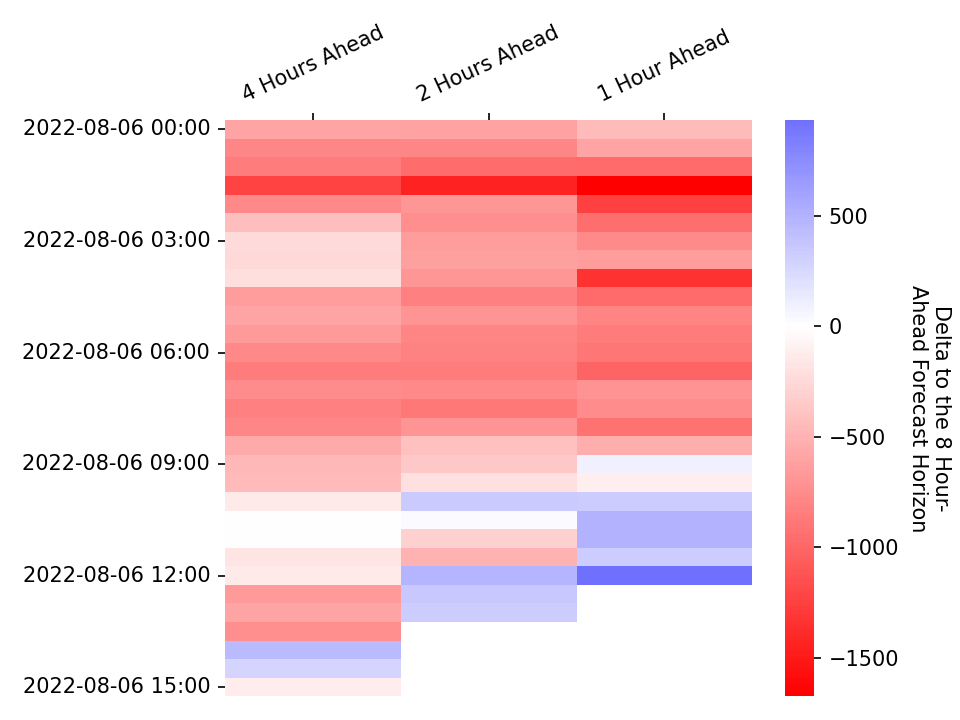 4 Hours Ahead
2 Hours Ahead
1 Hour Ahead
2022-08-06 00:00
2022-08-06 03:00
2022-08-06 06:00
2022-08-06 09:00
2022-08-06 12:00
2022-08-06 15:00
500
0
−500
−1000
−1500
Delta to the 8 Hour-
Ahead Forecast Horizon